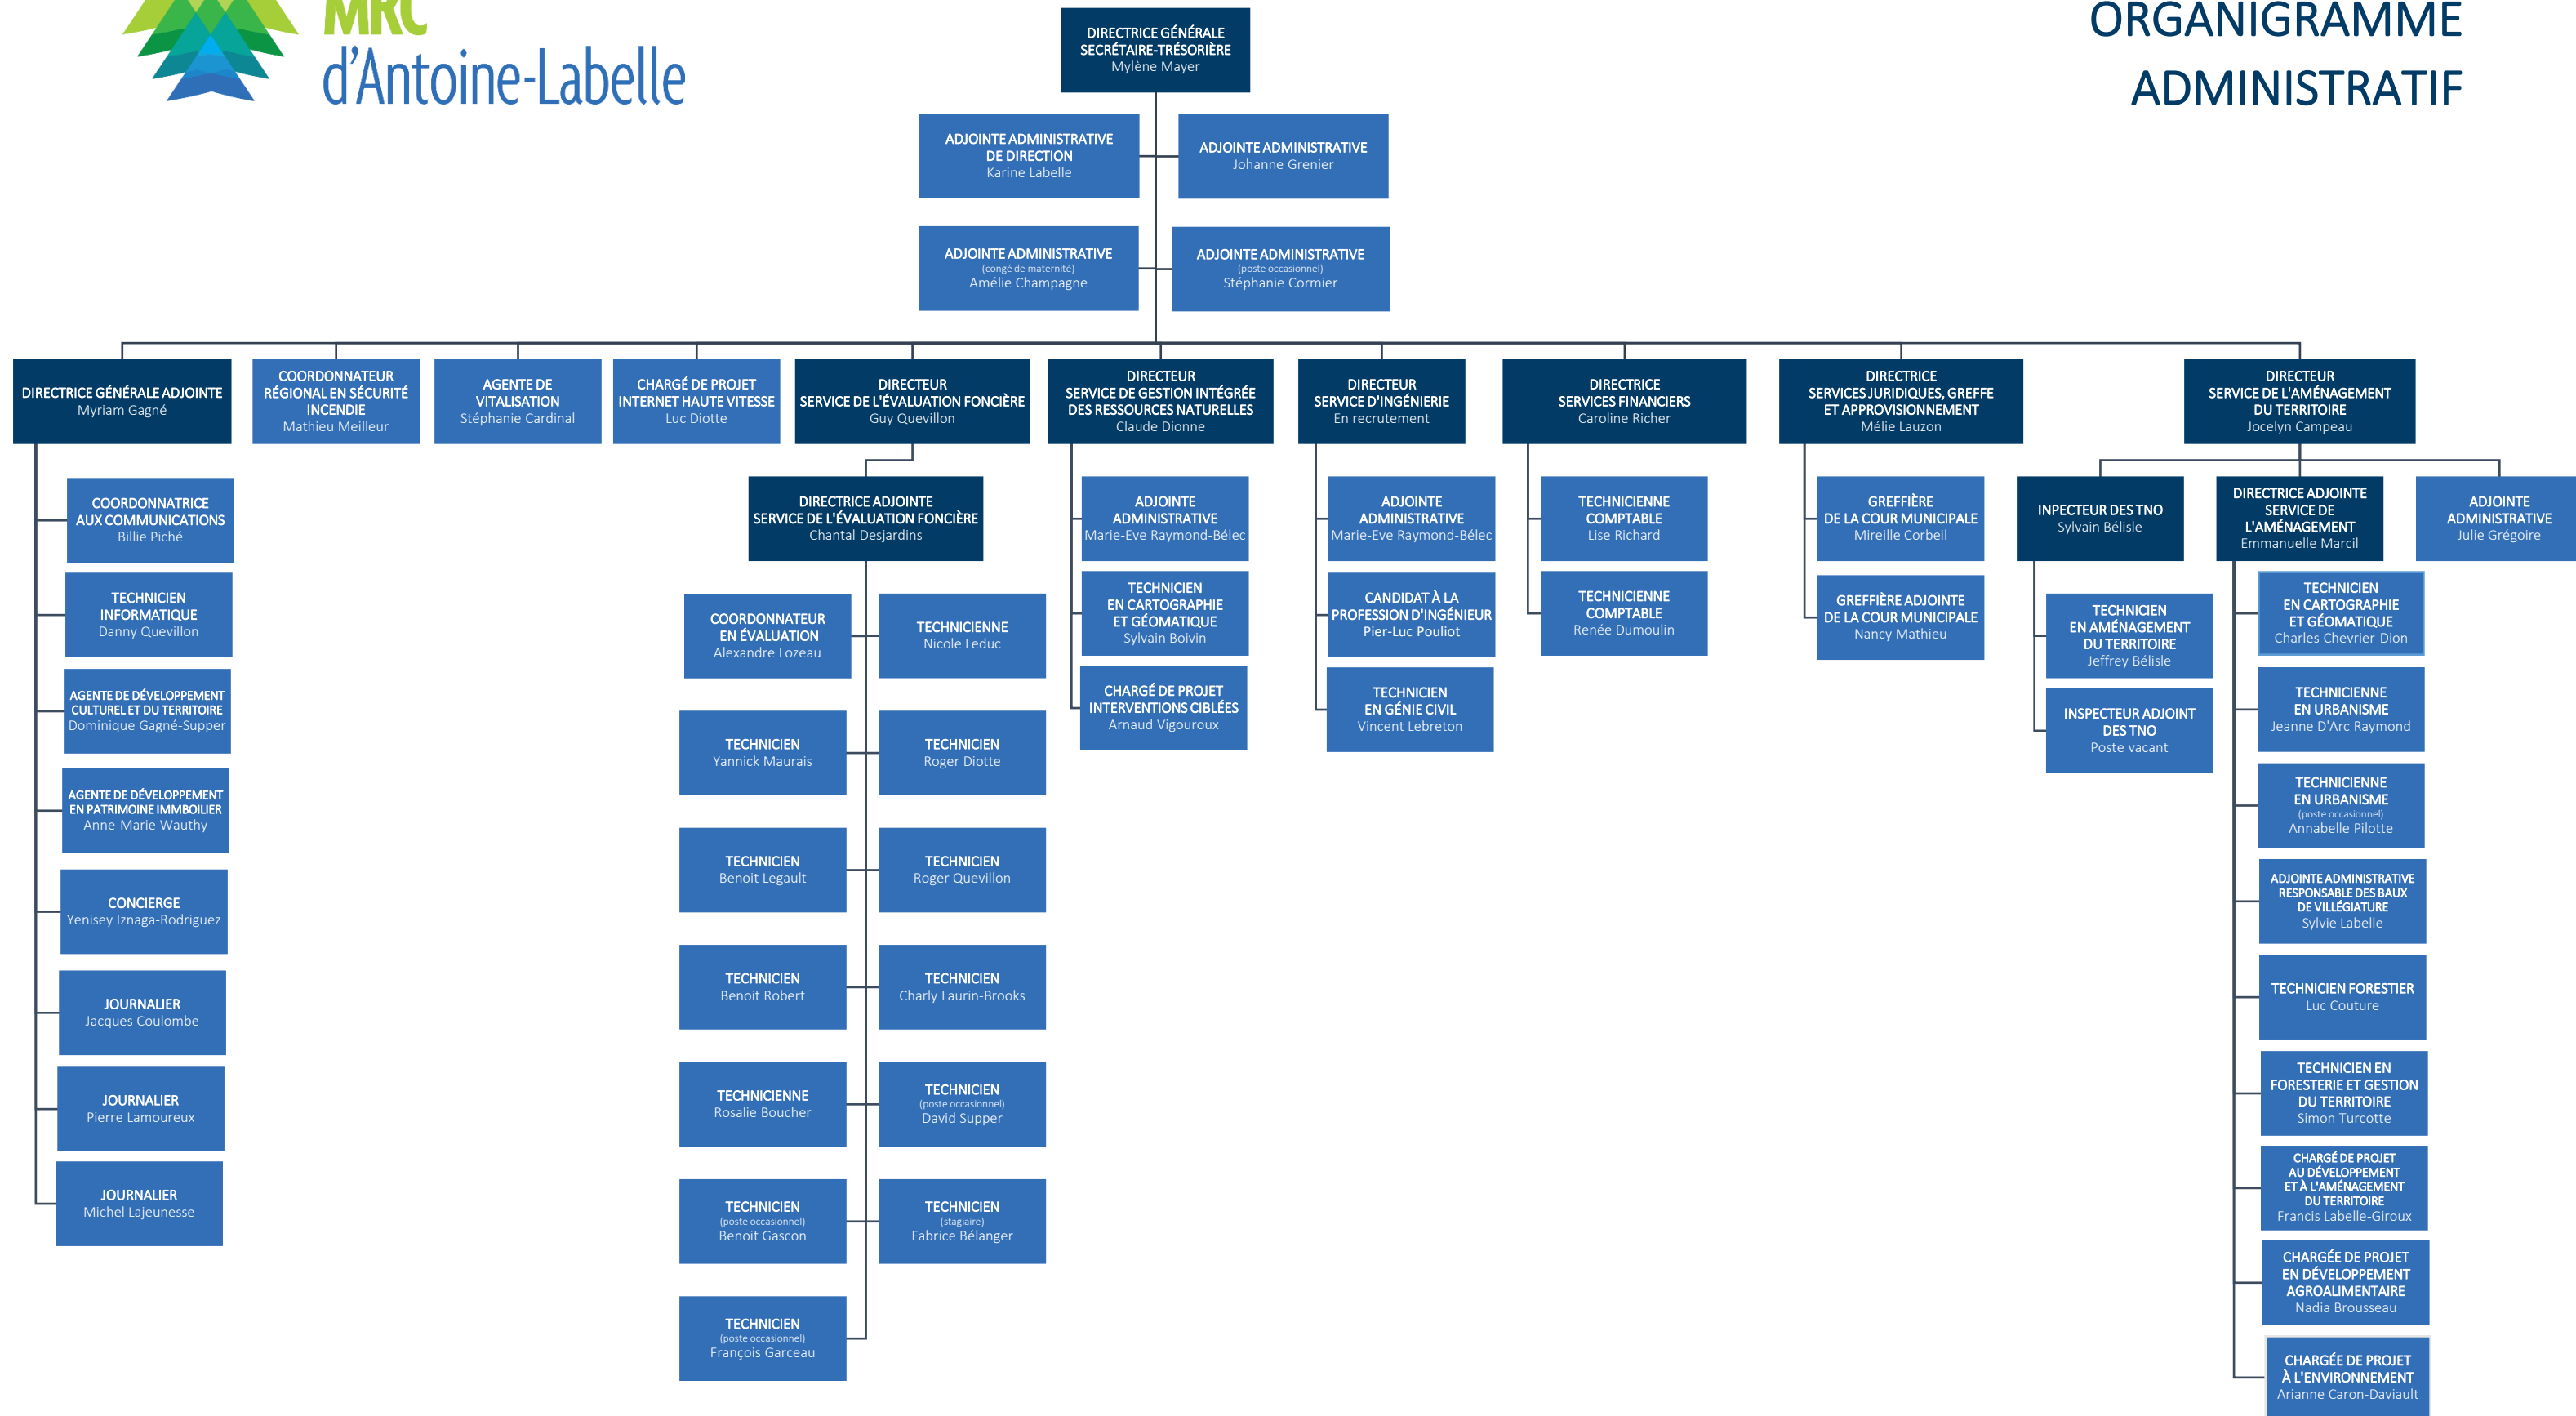 MRC
d'Antoine-Labelle
ORGANIGRAMME
ADMINISTRATIF
DIRECTRICE GÉNÉRALE
SECRÉTAIRE-TRÉSORIÈRE
Mylène Mayer
ADJOINTE ADMINISTRATIVE
DE DIRECTION
Karine Labelle
ADJOINTE ADMINISTRATIVE
Johanne Grenier
ADJOINTE ADMINISTRATIVE
(congé de maternité)
Amélie Champagne
ADJOINTE ADMINISTRATIVE
(poste occasionnel)
Stéphanie Cormier
DIRECTRICE GÉNÉRALE ADJOINTE
Myriam Gagné
COORDONNATEUR
RÉGIONAL EN SÉCURITÉ
INCENDIE
Mathieu Meilleur
AGENTE DE
VITALISATION
Stéphanie Cardinal
CHARGÉ DE PROJET
INTERNET HAUTE VITESSE
Luc Diotte
DIRECTEUR
SERVICE DE L'ÉVALUATION FONCIÈRE
Guy Quevillon
DIRECTEUR
SERVICE DE GESTION INTÉGRÉE
DES RESSOURCES NATURELLES
Claude Dionne
DIRECTEUR
SERVICE D'INGÉNIERIE
En recrutement
DIRECTRICE
SERVICES FINANCIERS
Caroline Richer
DIRECTRICE
SERVICES JURIDIQUES, GREFFE
ET APPROVISIONNEMENT
Mélie Lauzon
DIRECTEUR
SERVICE DE L'AMÉNAGEMENT
DU TERRITOIRE
Jocelyn Campeau
COORDONNATRICE
AUX COMMUNICATIONS
Billie Piché
TECHNICIEN
INFORMATIQUE
Danny Quevillon
AGENTE DE DÉVELOPPEMENT
CULTUREL ET DU TERRITOIRE
Dominique Gagné-Supper
AGENTE DE DÉVELOPPEMENT
EN PATRIMOINE IMMBOILIER
Anne-Marie Wauthy
CONCIERGE
Yenisey Iznaga-Rodriguez
JOURNALIER
Jacques Coulombe
JOURNALIER
Pierre Lamoureux
JOURNALIER
Michel Lajeunesse
DIRECTRICE ADJOINTE
SERVICE DE L'ÉVALUATION FONCIÈRE
Chantal Desjardins
COORDONNATEUR
EN ÉVALUATION
Alexandre Lozeau
TECHNICIENNE
Nicole Leduc
TECHNICIEN
Yannick Maurais
TECHNICIEN
Roger Diotte
TECHNICIEN
Benoit Legault
TECHNICIEN
Roger Quevillon
TECHNICIEN
Benoit Robert
TECHNICIEN
Charly Laurin-Brooks
TECHNICIENNE
Rosalie Boucher
TECHNICIEN
(poste occasionnel)
David Supper
TECHNICIEN
(poste occasionnel)
Benoit Gascon
TECHNICIEN
(stagiaire)
Fabrice Bélanger
TECHNICIEN
(poste occasionnel)
François Garceau
ADJOINTE
ADMINISTRATIVE
Marie-Eve Raymond-Bélec
TECHNICIEN
EN CARTOGRAPHIE
ET GÉOMATIQUE
Sylvain Boivin
CHARGÉ DE PROJET
INTERVENTIONS CIBLÉES
Arnaud Vigouroux
ADJOINTE
ADMINISTRATIVE
Marie-Eve Raymond-Bélec
CANDIDAT À LA
PROFESSION D'INGÉNIEUR
Pier-Luc Pouliot
TECHNICIEN
EN GÉNIE CIVIL
Vincent Lebreton
TECHNICIENNE
COMPTABLE
Lise Richard
TECHNICIENNE
COMPTABLE
Renée Dumoulin
GREFFIÈRE
DE LA COUR MUNICIPALE
Mireille Corbeil
GREFFIÈRE ADJOINTE
DE LA COUR MUNICIPALE
Nancy Mathieu
INPECTEUR DES TNO
Sylvain Bélisle
TECHNICIEN
EN AMÉNAGEMENT
DU TERRITOIRE
Jeffrey Bélisle
INSPECTEUR ADJOINT
DES TNO
Poste vacant
DIRECTRICE ADJOINTE
SERVICE DE
L'AMÉNAGEMENT
Emmanuelle Marcil
ADJOINTE
ADMINISTRATIVE
Julie Grégoire
TECHNICIEN
EN CARTOGRAPHIE
ET GÉOMATIQUE
Charles Chevrier-Dion
TECHNICIENNE
EN URBANISME
Jeanne D'Arc Raymond
TECHNICIENNE
EN URBANISME
(poste occasionnel)
Annabelle Pilotte
ADJOINTE ADMINISTRATIVE
RESPONSABLE DES BAUX
DE VILLÉGIATURE
Sylvie Labelle
TECHNICIEN FORESTIER
Luc Couture
TECHNICIEN EN
FORESTERIE ET GESTION
DU TERRITOIRE
Simon Turcotte
CHARGÉ DE PROJET
AU DÉVELOPPEMENT
ET À L'AMÉNAGEMENT
DU TERRITOIRE
Francis Labelle-Giroux
CHARGÉE DE PROJET
EN DÉVELOPPEMENT
AGROALIMENTAIRE
Nadia Brousseau
CHARGÉE DE PROJET
À L'ENVIRONNEMENT
Arianne Caron-Daviault